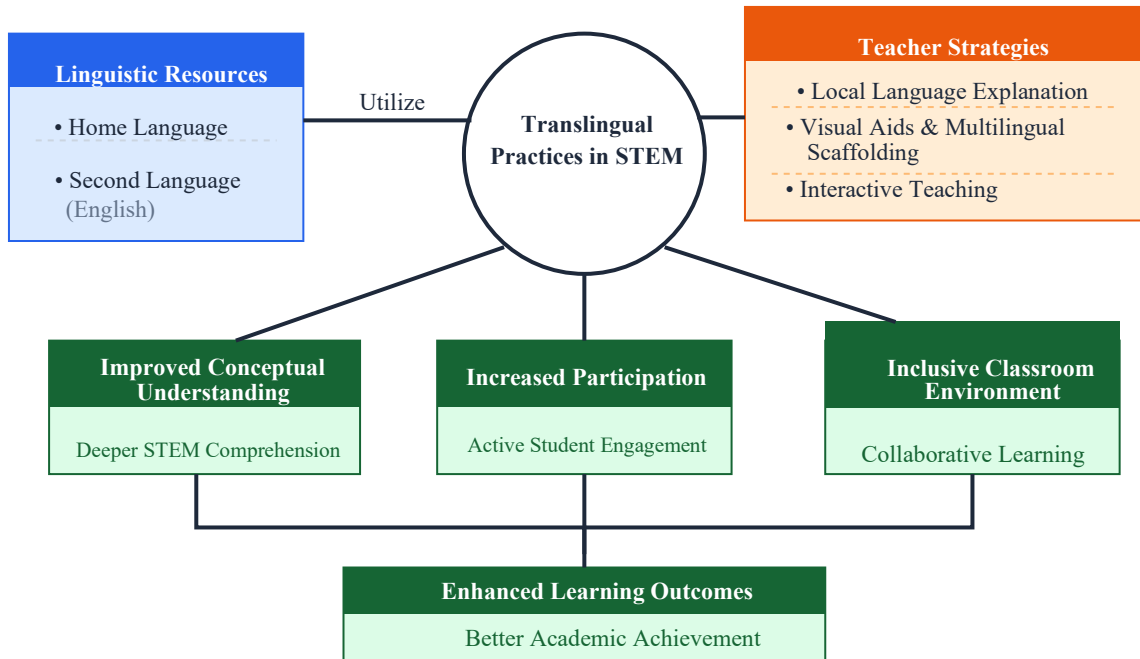 Linguistic Resources
• Home Language
• Second Language
(English)
Utilize
Translingual
Practices in STEM
Teacher Strategies
• Local Language Explanation
• Visual Aids & Multilingual
Scaffolding
• Interactive Teaching
Improved Conceptual
Understanding
Deeper STEM Comprehension
Increased Participation
Active Student Engagement
Inclusive Classroom
Environment
Collaborative Learning
Enhanced Learning Outcomes
Better Academic Achievement